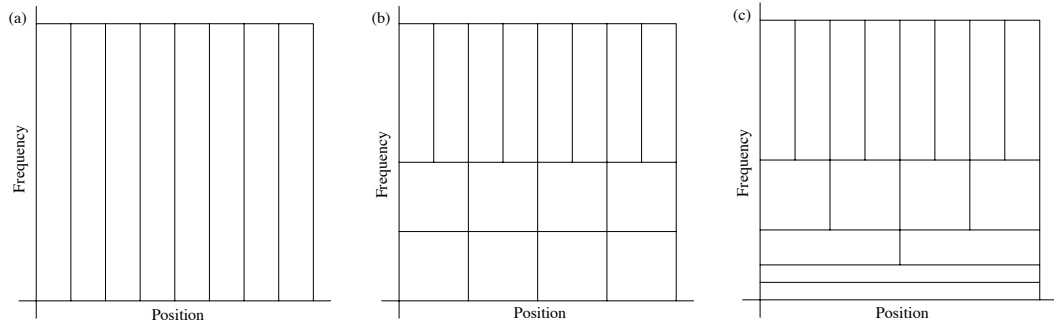 (a)
Frequency
Position
(b)
Frequency
Position
(c)
Frequency
Position